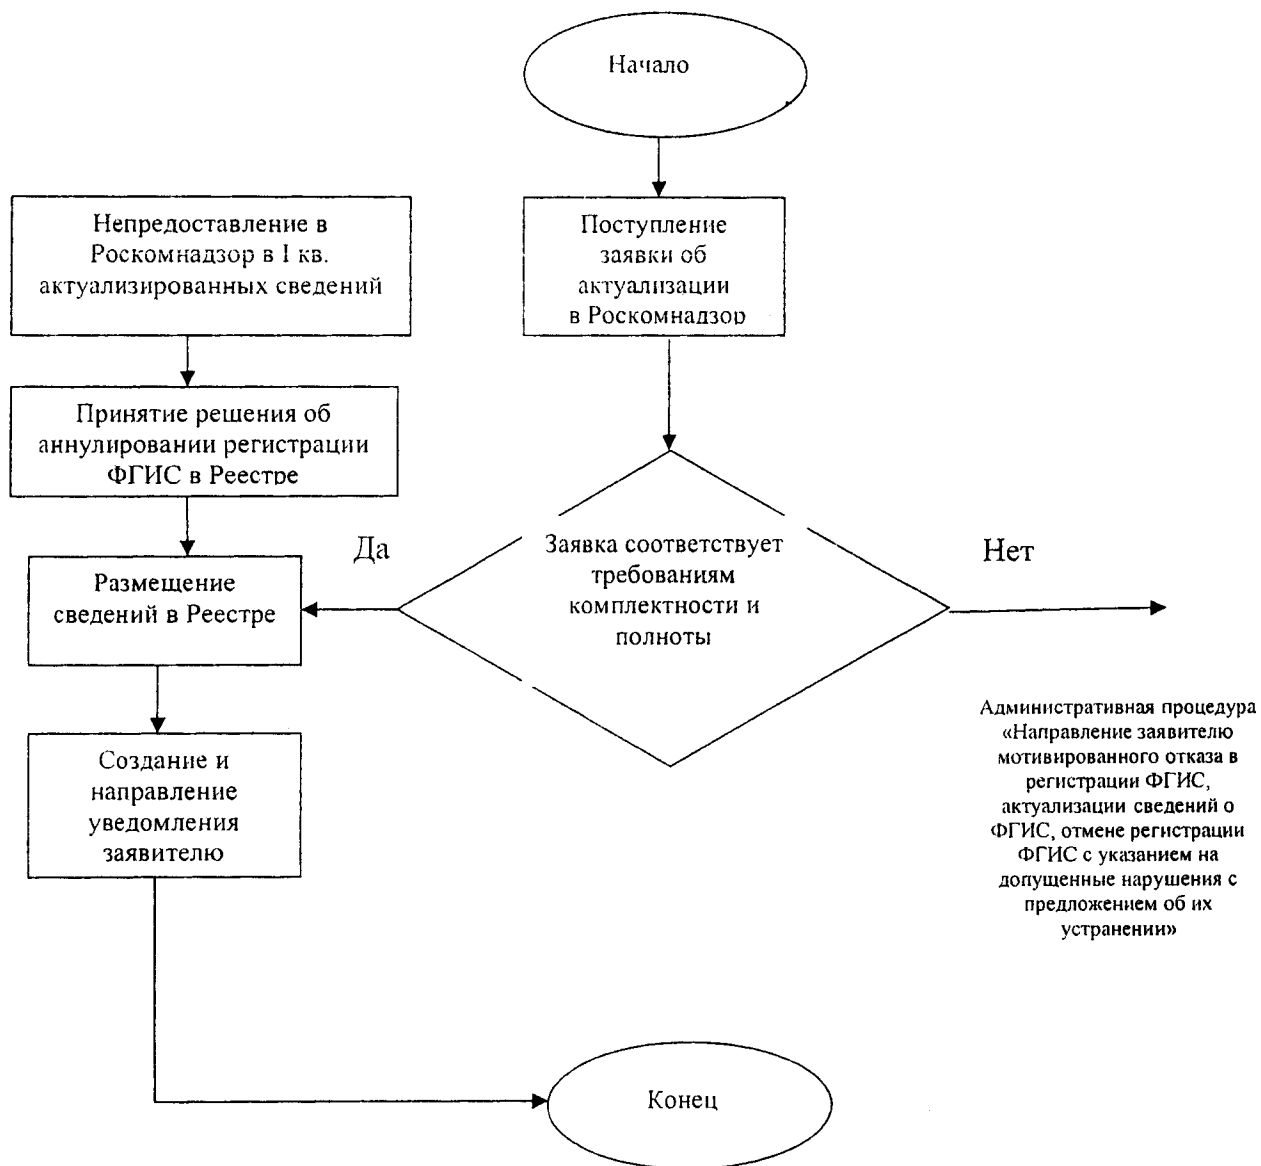 Начало
Непредоставление в
Роскомнадзор в I кв.
актуализированных сведений
Поступление
заявки об
актуализации
в Роскомнадзор
Принятие решения об
аннулировании регистрации
ФГИС в Реестре
Да
Заявка соответствует
требованиям
комплектности и
полноты
Нет
Размещение
сведений в Реестре
Создание и
направление
уведомления
заявителю
Административная процедура
«Направление заявителю
мотивированного отказа в
регистрации ФГИС,
актуализации сведений о
ФГИС, отмене регистрации
ФГИС с указанием на
допущенные нарушения с
предложением об их
устранении»
Конец